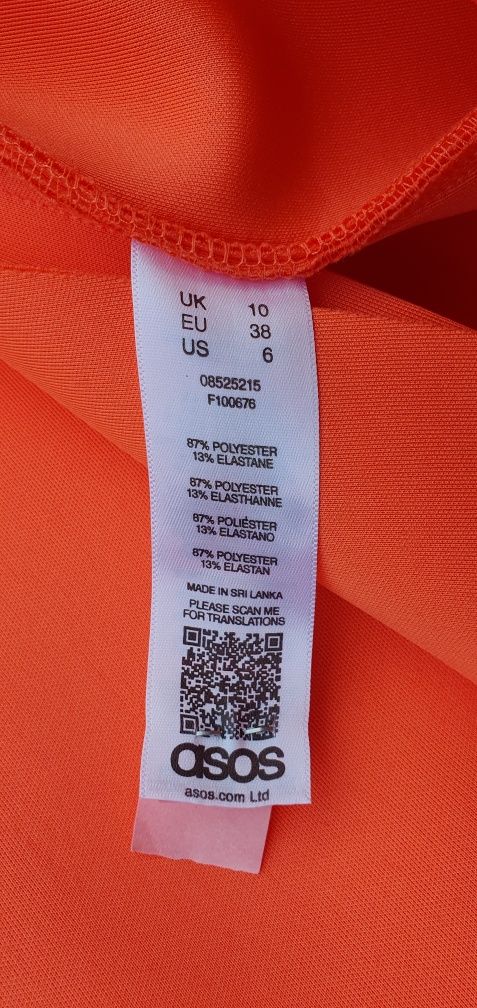 UK 10
EU 38
US 6
08525215
F100676
87% POLYESTER
13% ELASTANE
87% POLYESTER
13% ELASTHANNE
87% POLIÉSTER
13% ELASTANO
87% POLYESTER
13% ELASTAN
MADE IN SRI LANKA
PLEASE SCAN ME
FOR TRANSLATIONS
asos
asos.com Ltd